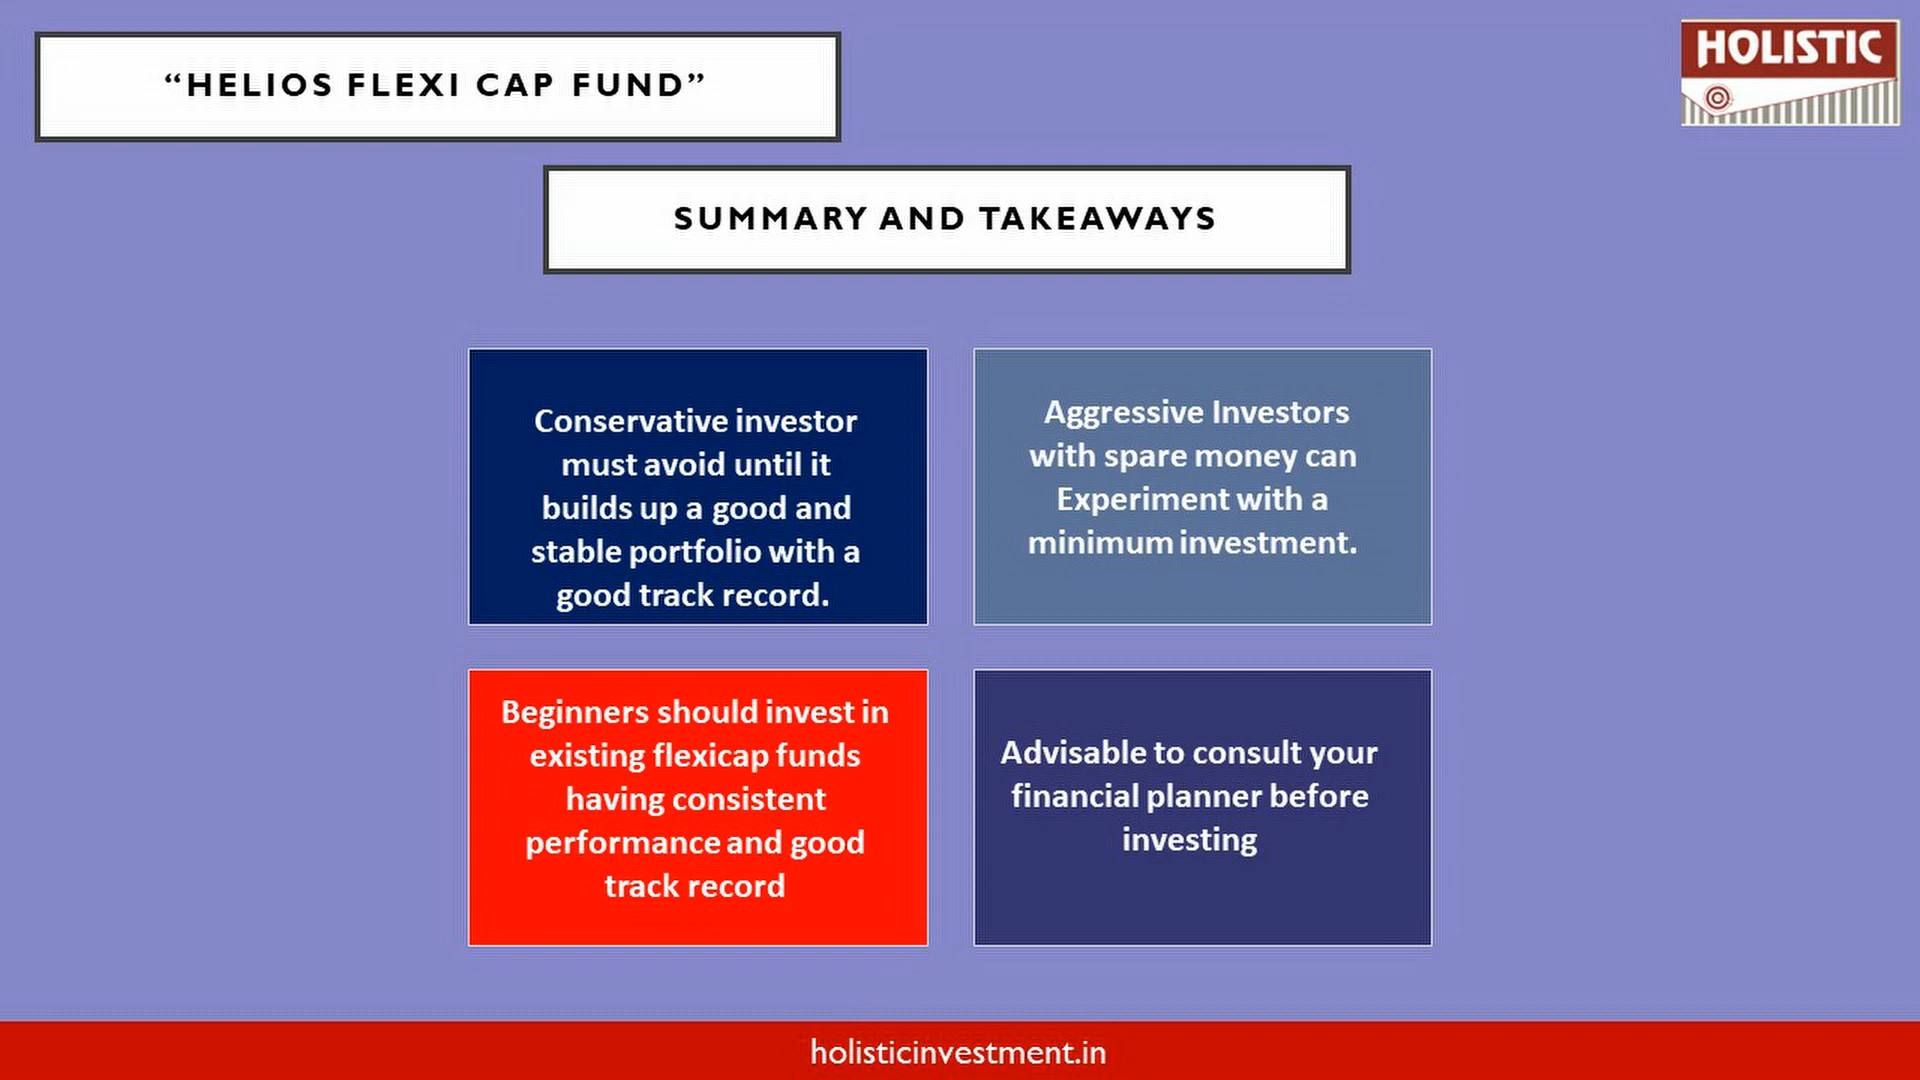 “HELIOS FLEXI CAP FUND”
HOLISTIC
SUMMARY AND TAKEAWAYS
Conservative investor
must avoid until it
builds up a good and
stable portfolio with a
good track record.
Aggressive Investors
with spare money can
Experiment with a
minimum investment.
Beginners should invest in
existing flexicap funds
having consistent
performance and good
track record
Advisable to consult your
financial planner before
investing
holisticinvestment.in